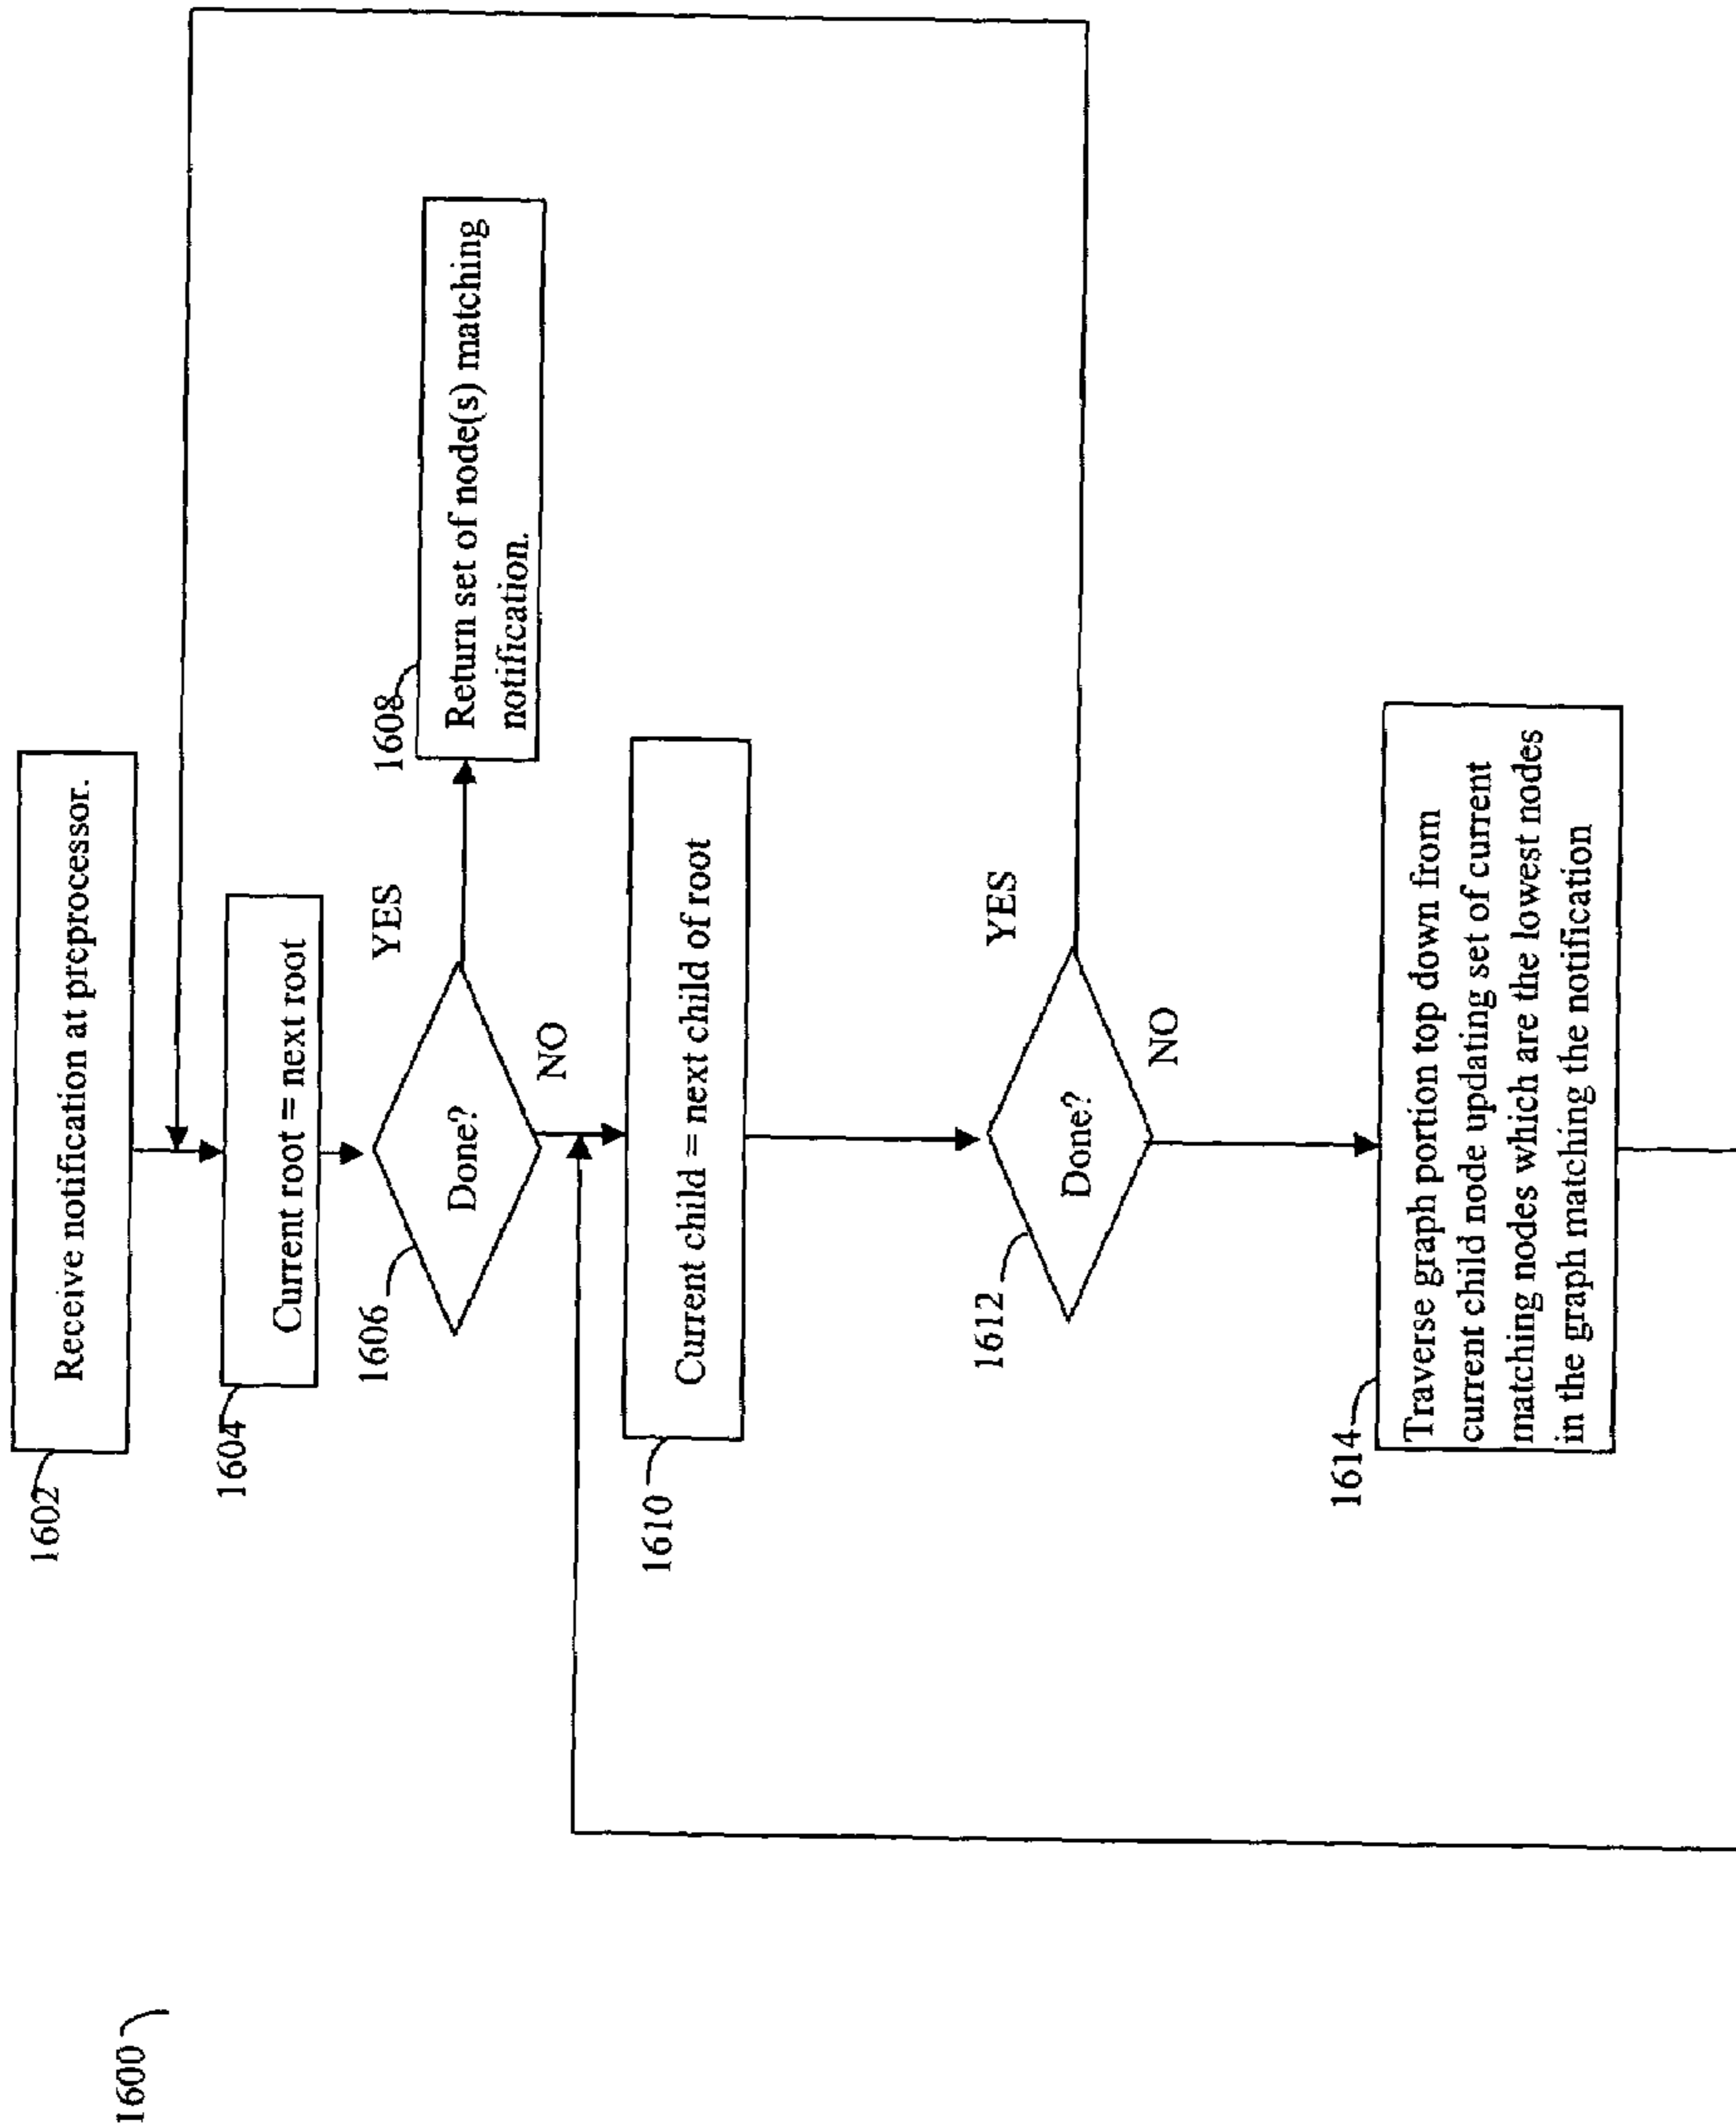 1600
1602
Receive notification at preprocessor.
1604
Current root = next root
1606
Done?
YES
NO
1608
Return set of node(s) matching
notification.
1610
Current child = next child of root
1612
Done?
YES
NO
1614
Traverse graph portion top down from
current child node updating set of current
matching nodes which are the lowest nodes
in the graph matching the notification